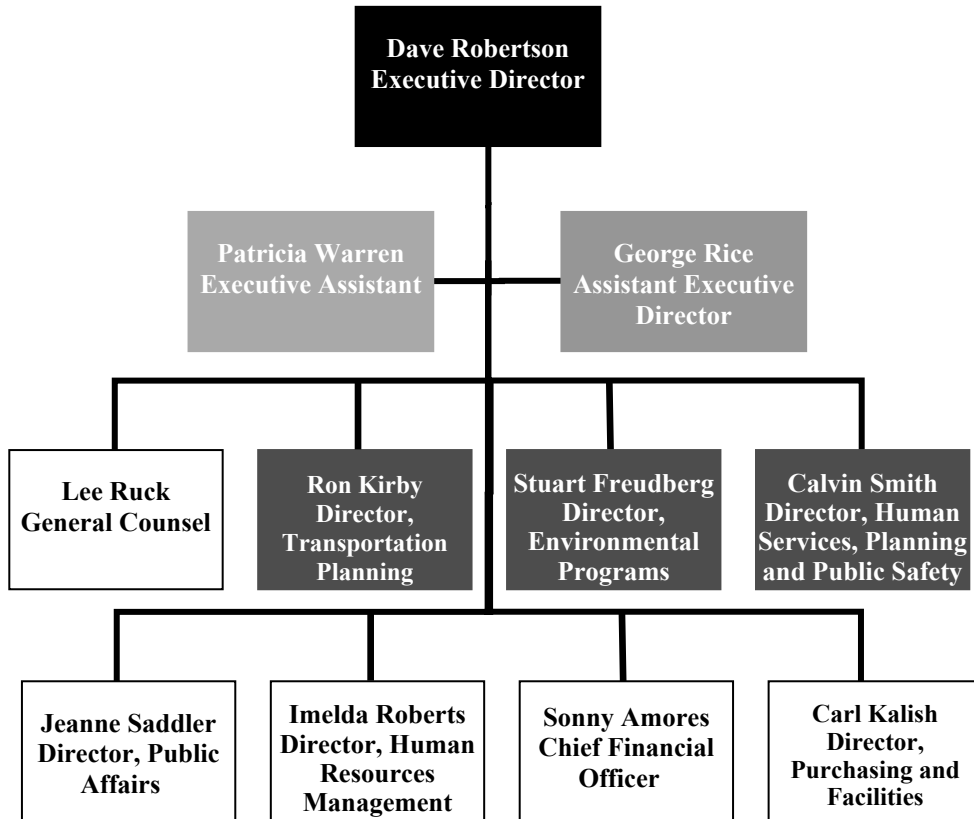 Dave Robertson
Executive Director
Patricia Warren
Executive Assistant
George Rice
Assistant Executive
Director
Lee Ruck
General Counsel
Ron Kirby
Director,
Transportation
Planning
Stuart Freudberg
Director,
Environmental
Programs
Calvin Smith
Director, Human
Services, Planning
and Public Safety
Jeanne Saddler
Director, Public
Affairs
Imelda Roberts
Director, Human
Resources
Management
Sonny Amores
Chief Financial
Officer
Carl Kalish
Director,
Purchasing and
Facilities